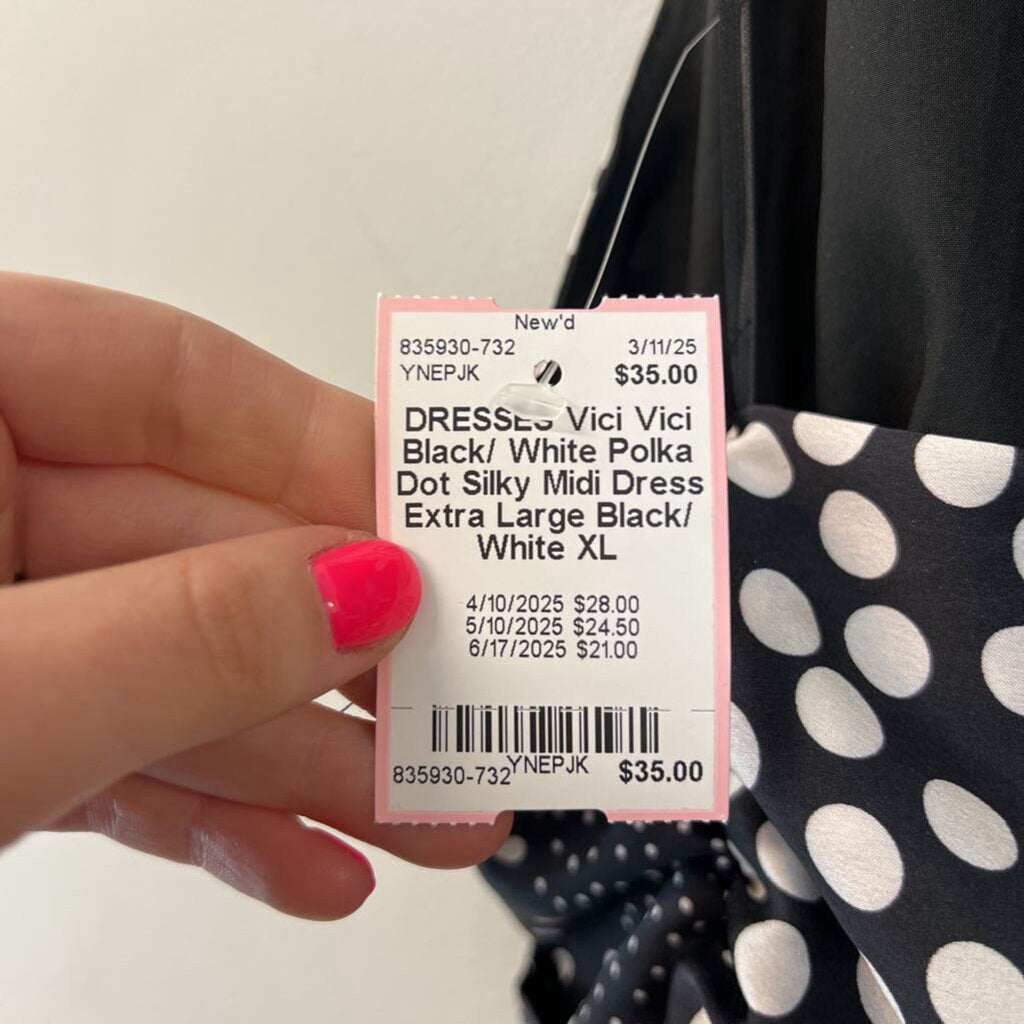 New'd
835930-732 3/11/25
YNEPJK $35.00
DRESSES Vici Vici
Black/ White Polka
Dot Silky Midi Dress
Extra Large Black/
White XL
4/10/2025 $28.00
5/10/2025 $24.50
6/17/2025 $21.00
835930-732 YNEPJK $35.00